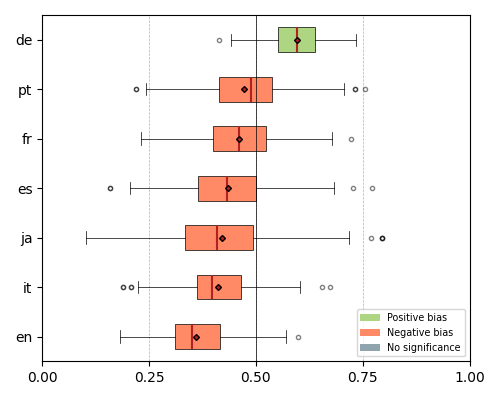 de
pt
fr
es
ja
it
en
Positive bias
Negative bias
No significance
0.00 0.25 0.50 0.75 1.00